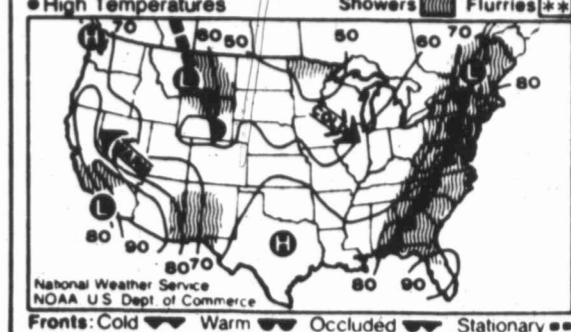 ● High Temperatures Showers Flurries **
H 70 60 50 50 60 70
L L 80
L H
80 90 80 70 80 90
National Weather Service
NOAA U S Dept. of Commerce
Fronts: Cold Warm Occluded Stationary